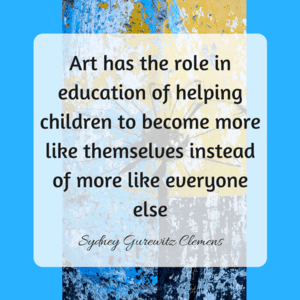 Art has the role in
education of helping
children to become more
like themselves instead
of more like everyone
else
Sydney Gurewitz Clemens